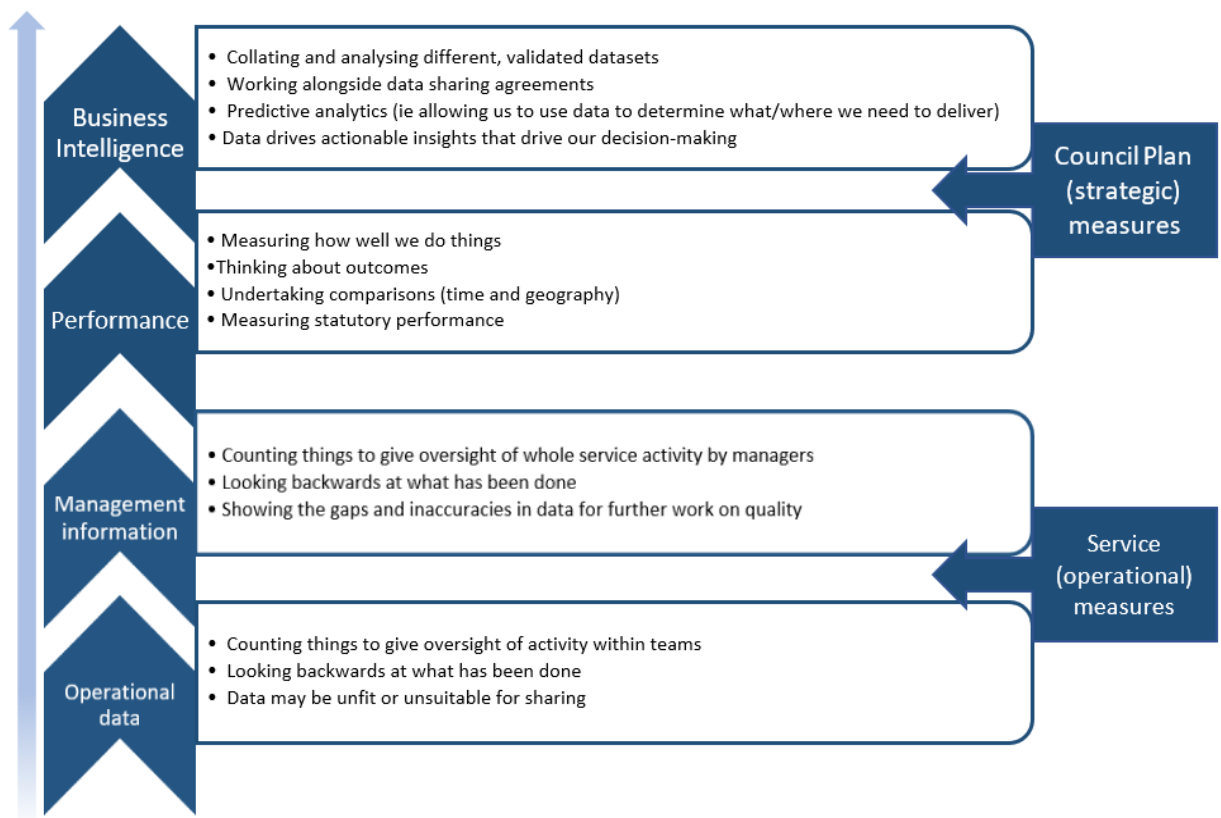 Business
Intelligence
• Collating and analysing different, validated datasets
• Working alongside data sharing agreements
• Predictive analytics (ie allowing us to use data to determine what/where we need to deliver)
• Data drives actionable insights that drive our decision-making
Council Plan
(strategic)
measures
Performance
• Measuring how well we do things
•Thinking about outcomes
• Undertaking comparisons (time and geography)
• Measuring statutory performance
Management
information
• Counting things to give oversight of whole service activity by managers
• Looking backwards at what has been done
• Showing the gaps and inaccuracies in data for further work on quality
Service
(operational)
measures
Operational
data
• Counting things to give oversight of activity within teams
• Looking backwards at what has been done
• Data may be unfit or unsuitable for sharing